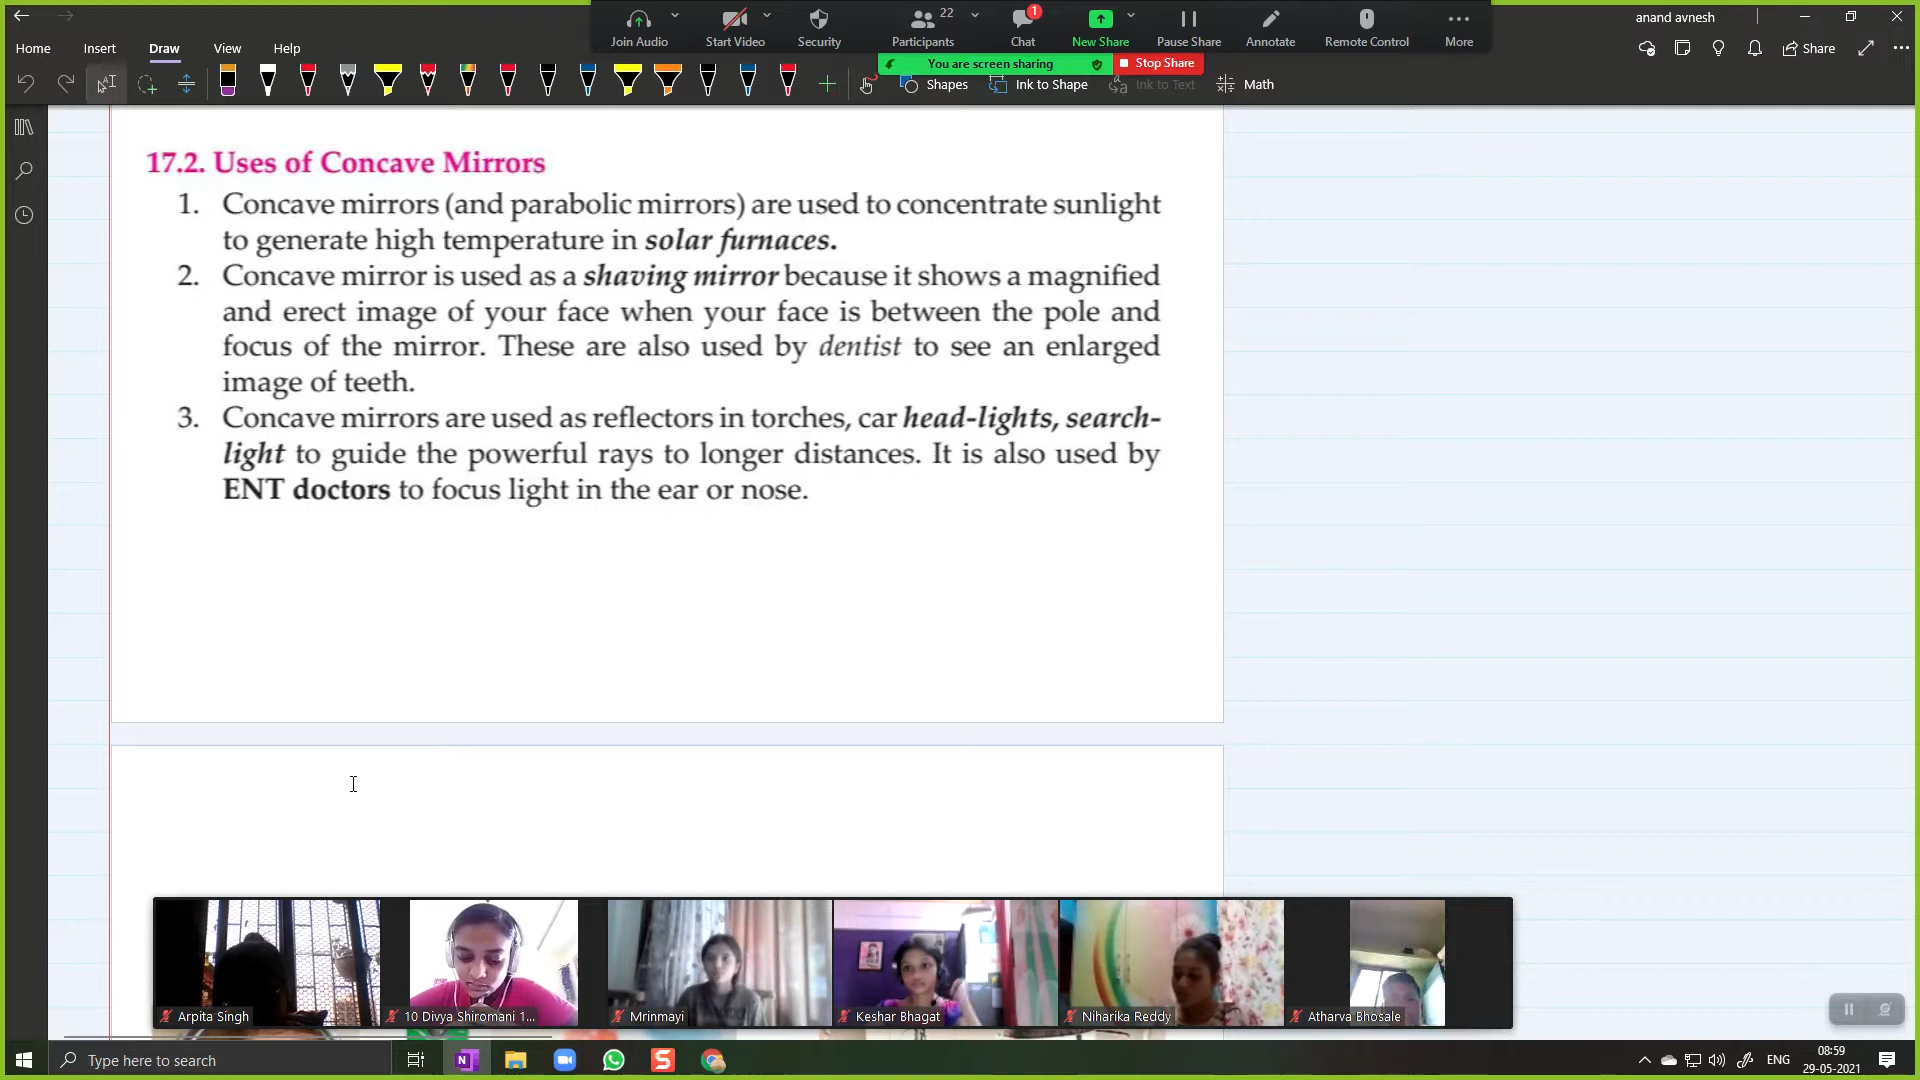 anand avnesh
22
1
Join Audio
Start Video
Security
Participants
Chat
New Share
Pause Share
Annotate
Remote Control
More
Home
Insert
Draw
View
Help
Share
You are screen sharing
Stop Share
Shapes
Ink to Shape
Ink to Text
Math
17.2. Uses of Concave Mirrors
1. Concave mirrors (and parabolic mirrors) are used to concentrate sunlight
to generate high temperature in solar furnaces.
2. Concave mirror is used as a shaving mirror because it shows a magnified
and erect image of your face when your face is between the pole and
focus of the mirror. These are also used by dentist to see an enlarged
image of teeth.
3. Concave mirrors are used as reflectors in torches, car head-lights, search-
light to guide the powerful rays to longer distances. It is also used by
ENT doctors to focus light in the ear or nose.
Arpita Singh
10 Divya Shiromani 1...
Mrinmayi
Keshar Bhagat
Niharika Reddy
Atharva Bhosale
Type here to search
N
S
ENG
08:59
29-05-2021